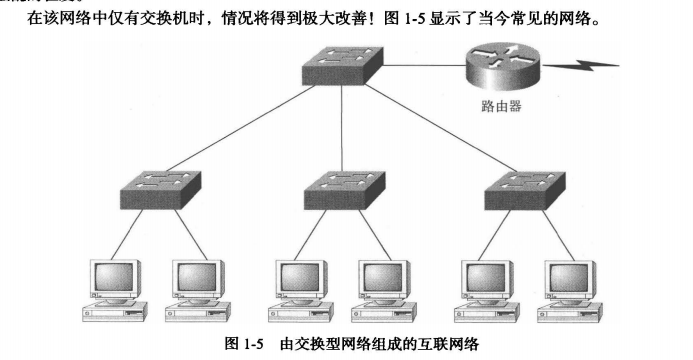 在该网络中仅有交换机时，情况将得到极大改善！图 1-5 显示了当今常见的网络。
路由器
图 1-5 由交换型网络组成的互联网络